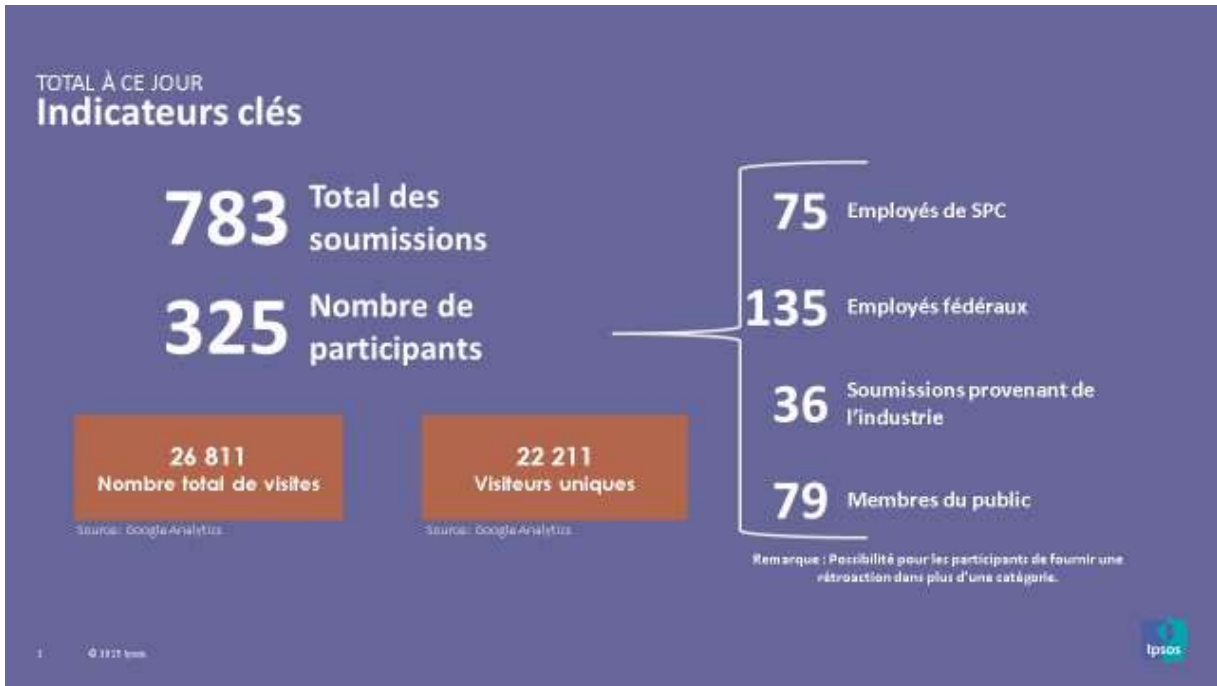 TOTAL À CE JOUR
Indicateurs clés
783
Total des
soumissions
325
Nombre de
participants
26 811
Nombre total de visites
Source: Google Analytics
22 211
Visiteurs uniques
Source: Google Analytics
75
Employés de SPC
135
Employés fédéraux
36
Soumissions provenant de
l'industrie
79
Membres du public
Remarque : Possibilité pour les participants de fournir une
rétroaction dans plus d'une catégorie.
© Ipsos
Ipsos